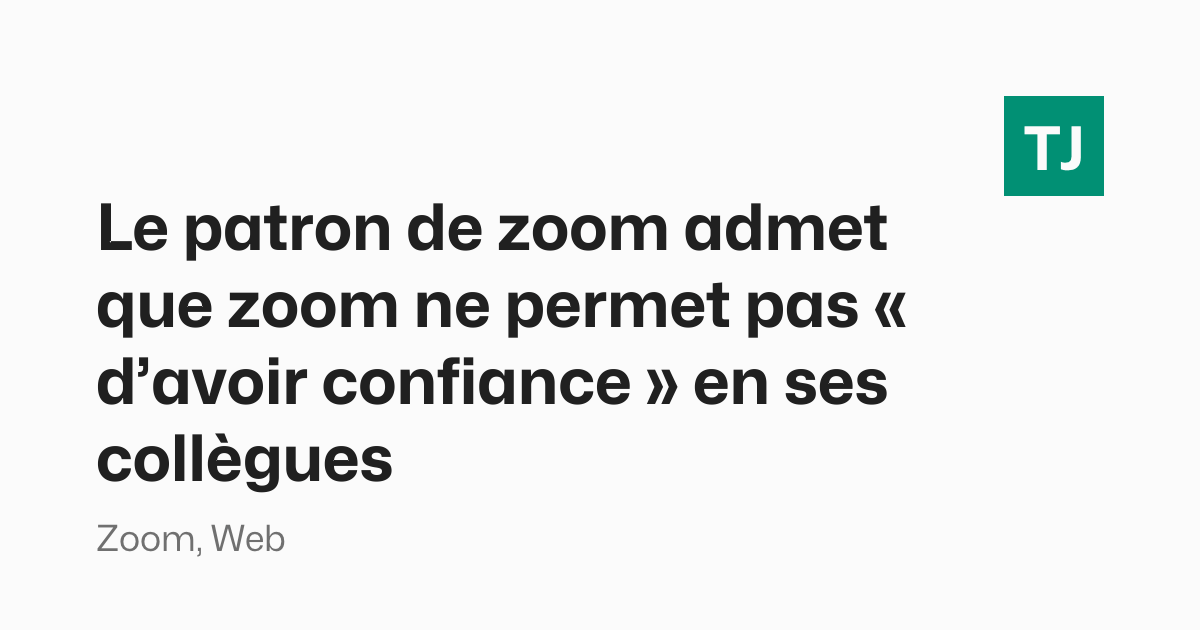 TJ
Le patron de zoom admet
que zoom ne permet pas «
d’avoir confiance » en ses
collègues
Zoom, Web